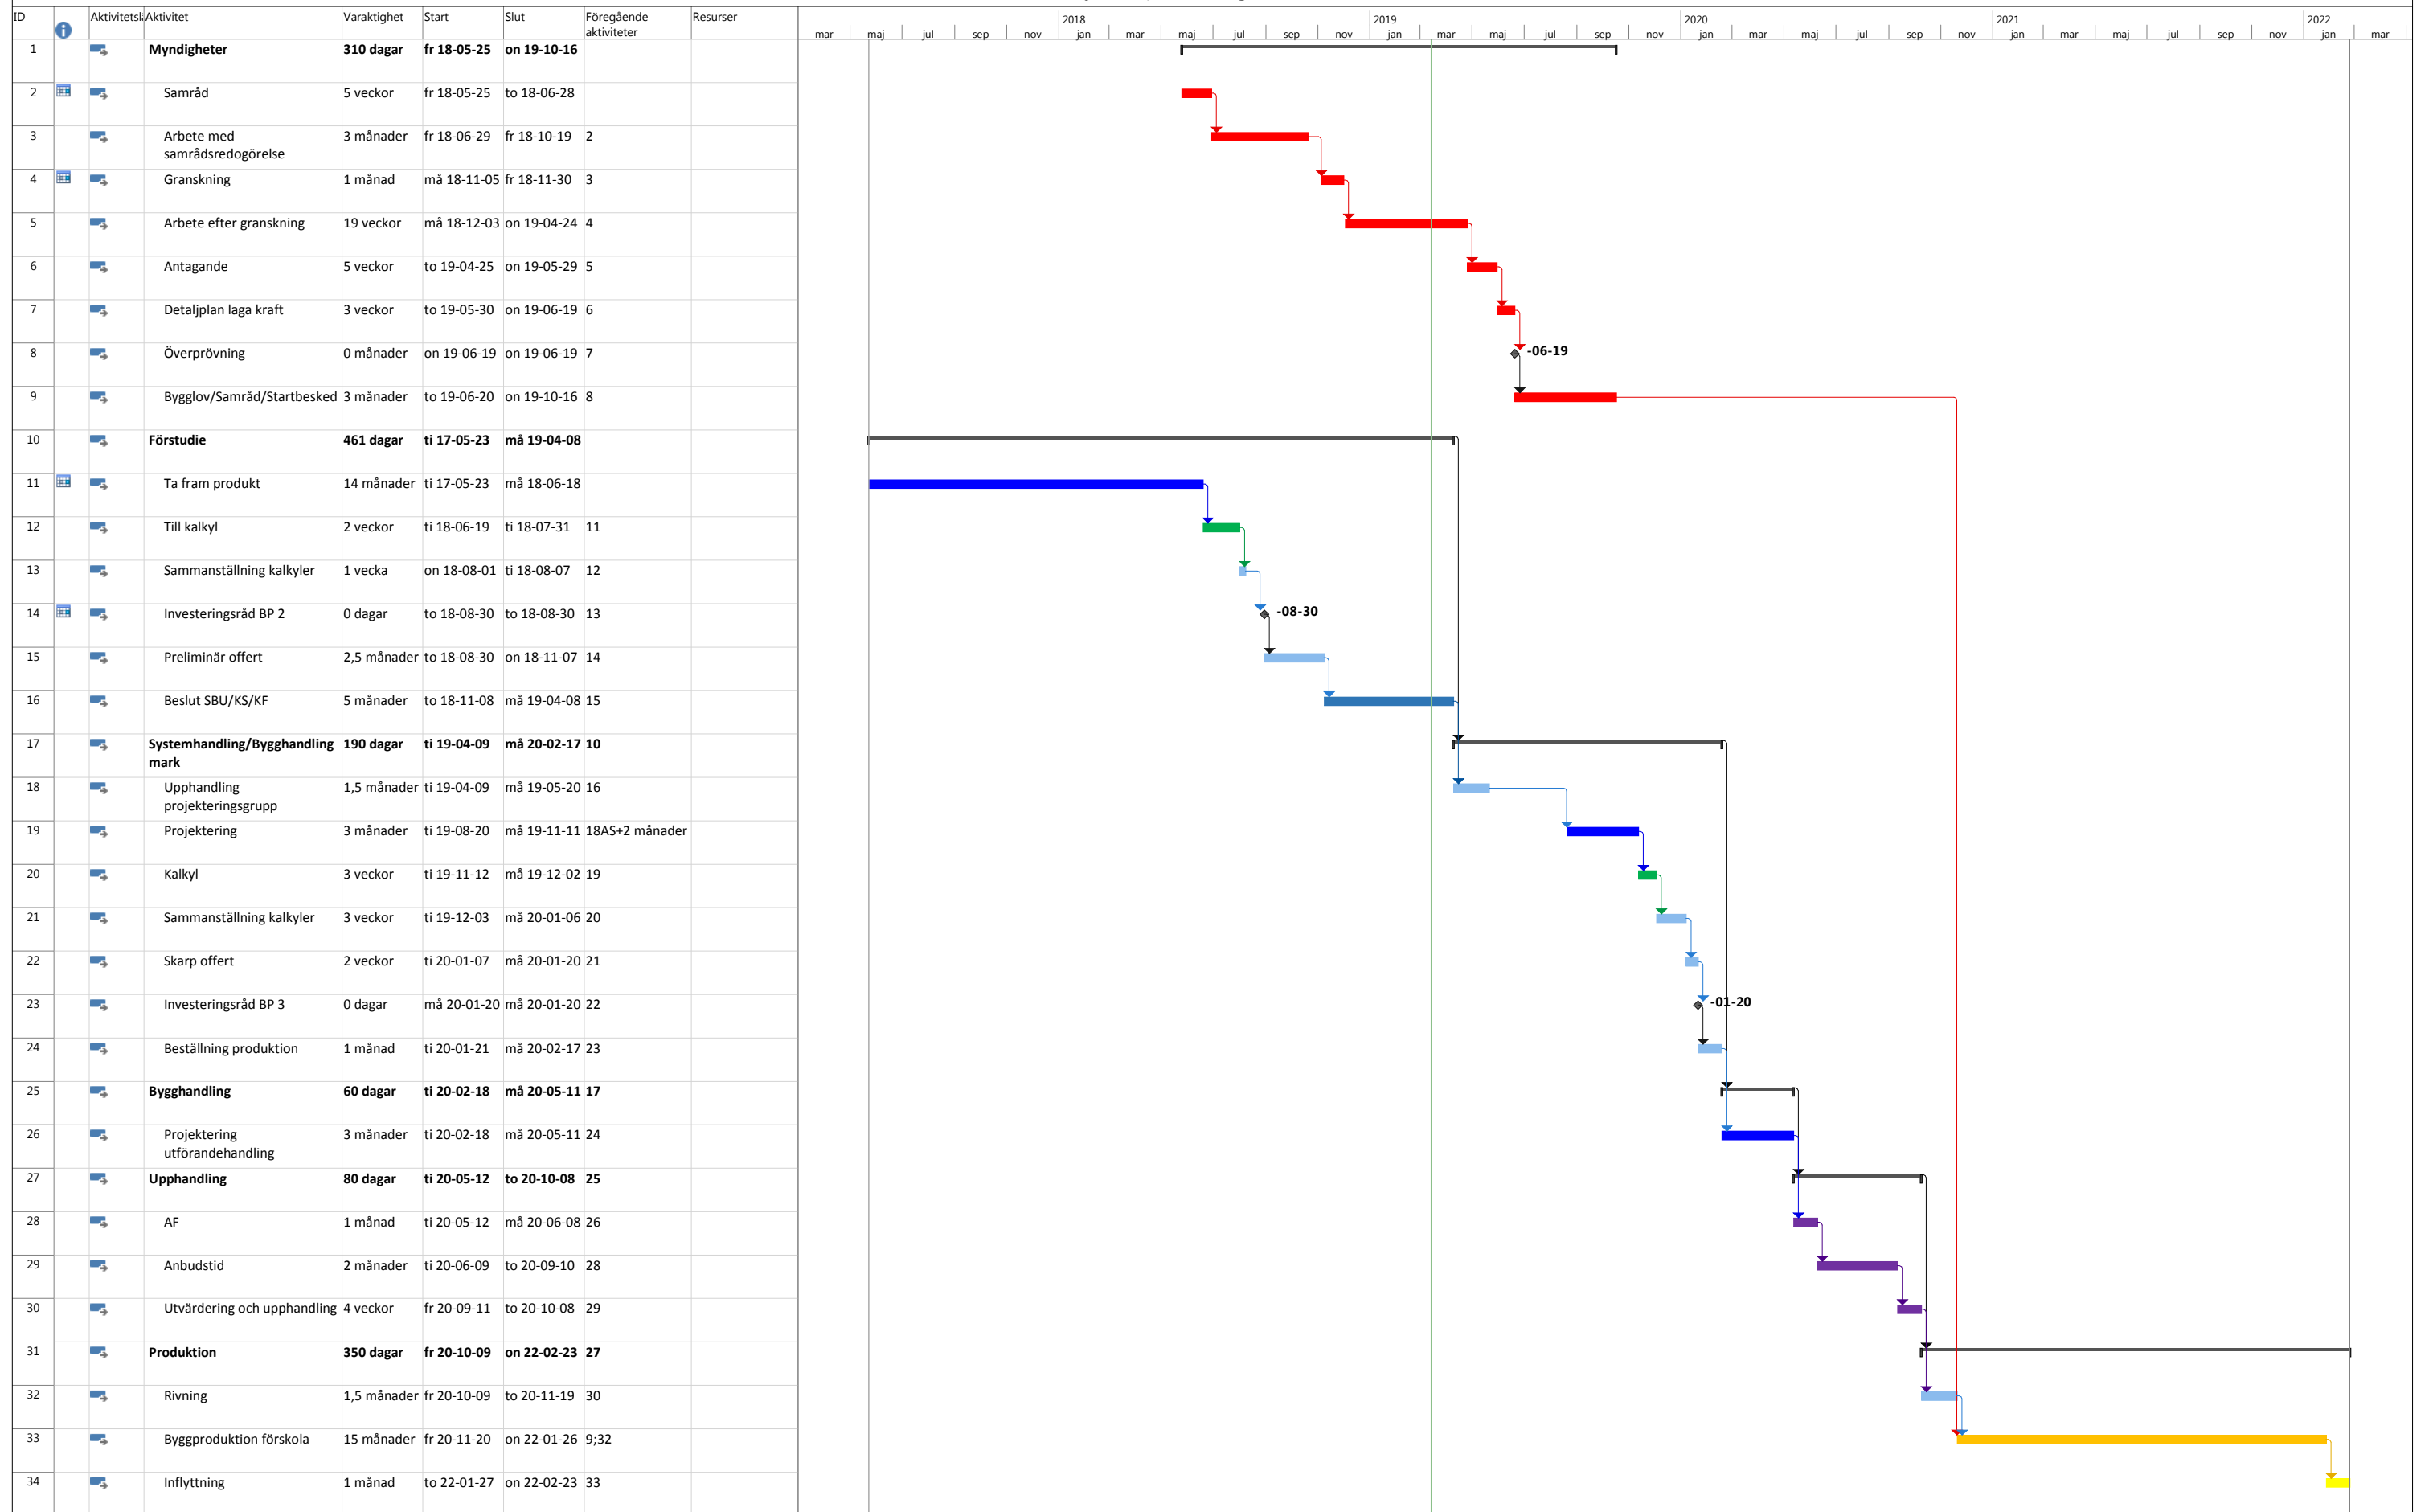 ID Aktivitetslä Aktivitet Varaktighet Start Slut Föregående aktiviteter Resurser
2018 2019 2020 2021 2022
mar maj jul sep nov jan mar maj jul sep nov jan mar maj jul sep nov jan mar maj jul sep nov jan mar maj jul sep nov jan mar
1 Myndigheter 310 dagar fr 18-05-25 on 19-10-16
2 Samråd 5 veckor fr 18-05-25 to 18-06-28
3 Arbete med samrådsredogörelse 3 månader fr 18-06-29 fr 18-10-19 2
4 Granskning 1 månad må 18-11-05 fr 18-11-30 3
5 Arbete efter granskning 19 veckor må 18-12-03 on 19-04-24 4
6 Antagande 5 veckor to 19-04-25 on 19-05-29 5
7 Detaljplan laga kraft 3 veckor to 19-05-30 on 19-06-19 6
8 Överprövning 0 månader on 19-06-19 on 19-06-19 7 -06-19
9 Bygglov/Samråd/Startbesked 3 månader to 19-06-20 on 19-10-16 8
10 Förstudie 461 dagar ti 17-05-23 må 19-04-08
11 Ta fram produkt 14 månader ti 17-05-23 må 18-06-18
12 Till kalkyl 2 veckor ti 18-06-19 ti 18-07-31 11
13 Sammanställning kalkyler 1 vecka on 18-08-01 ti 18-08-07 12
14 Investeringsråd BP 2 0 dagar to 18-08-30 to 18-08-30 13 -08-30
15 Preliminär offert 2,5 månader to 18-08-30 on 18-11-07 14
16 Beslut SBU/KS/KF 5 månader to 18-11-08 må 19-04-08 15
17 Systemhandling/Bygghandling mark 190 dagar ti 19-04-09 må 20-02-17 10
18 Upphandling projekteringsgrupp 1,5 månader ti 19-04-09 må 19-05-20 16
19 Projektering 3 månader ti 19-08-20 må 19-11-11 18AS+2 månader
20 Kalkyl 3 veckor ti 19-11-12 må 19-12-02 19
21 Sammanställning kalkyler 3 veckor ti 19-12-03 må 20-01-06 20
22 Skarp offert 2 veckor ti 20-01-07 må 20-01-20 21
23 Investeringsråd BP 3 0 dagar må 20-01-20 må 20-01-20 22 -01-20
24 Beställning produktion 1 månad ti 20-01-21 må 20-02-17 23
25 Bygghandling 60 dagar ti 20-02-18 må 20-05-11 17
26 Projektering utförandehandling 3 månader ti 20-02-18 må 20-05-11 24
27 Upphandling 80 dagar ti 20-05-12 to 20-10-08 25
28 AF 1 månad ti 20-05-12 må 20-06-08 26
29 Anbudstid 2 månader ti 20-06-09 to 20-09-10 28
30 Utvärdering och upphandling 4 veckor fr 20-09-11 to 20-10-08 29
31 Produktion 350 dagar fr 20-10-09 on 22-02-23 27
32 Rivning 1,5 månader fr 20-10-09 to 20-11-19 30
33 Byggproduktion förskola 15 månader fr 20-11-20 on 22-01-26 9;32
34 Inflyttning 1 månad to 22-01-27 on 22-02-23 33